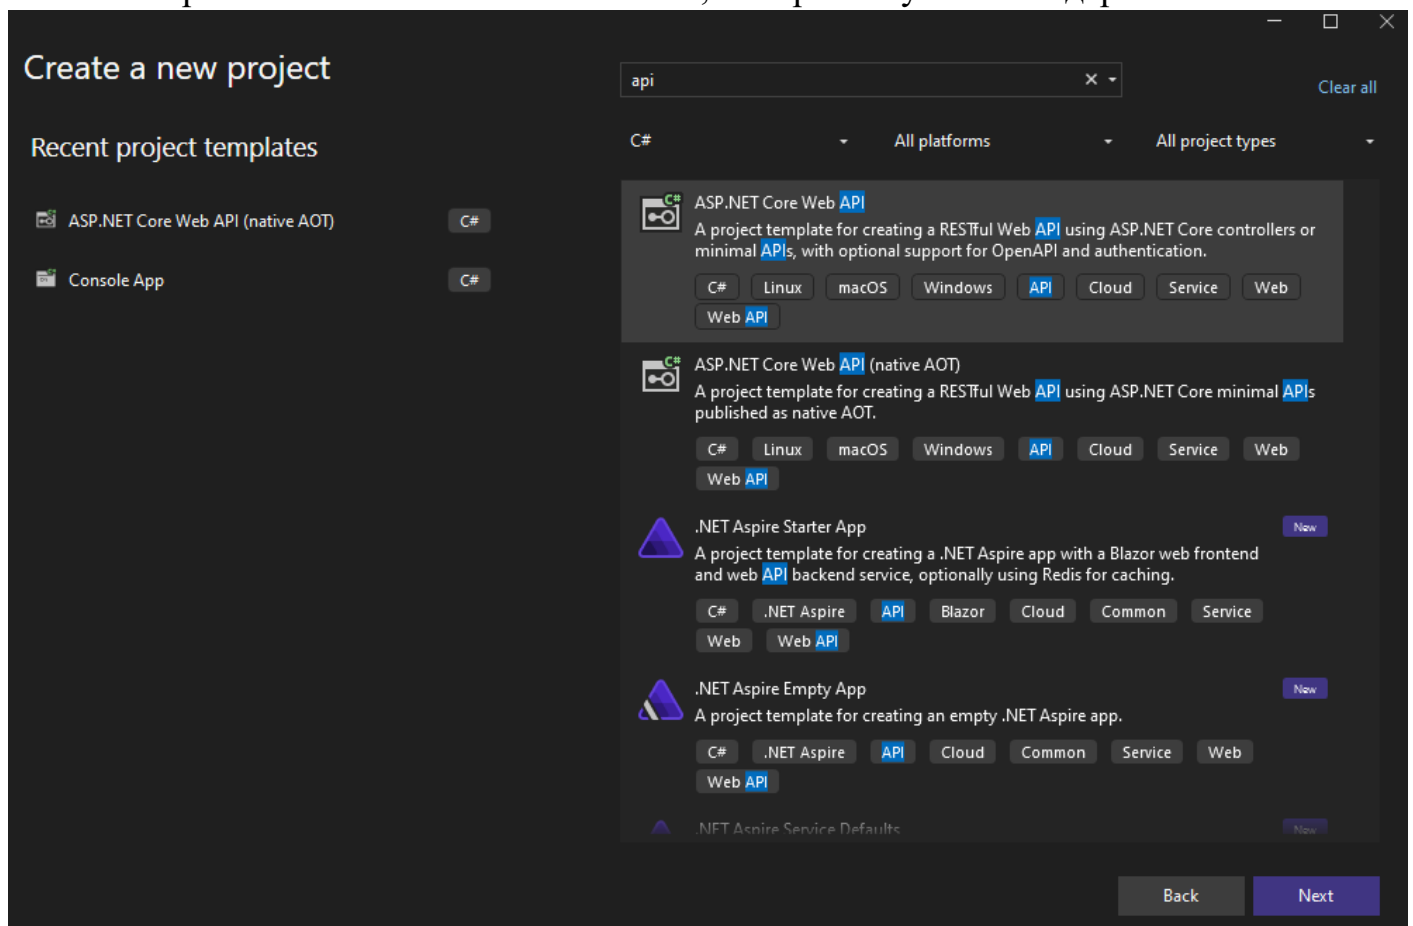 Create a new project
api
Clear all
Recent project templates
C#
All platforms
All project types
ASP.NET Core Web API (native AOT)
C#
Console App
C#
ASP.NET Core Web API
A project template for creating a RESTful Web API using ASP.NET Core controllers or
minimal APIs, with optional support for OpenAPI and authentication.
C# Linux macOS Windows API Cloud Service Web
Web API
ASP.NET Core Web API (native AOT)
A project template for creating a RESTful Web API using ASP.NET Core minimal APIs
published as native AOT.
C# Linux macOS Windows API Cloud Service Web
Web API
.NET Aspire Starter App
New
A project template for creating a .NET Aspire app with a Blazor web frontend
and web API backend service, optionally using Redis for caching.
C# .NET Aspire API Blazor Cloud Common Service
Web Web API
.NET Aspire Empty App
New
A project template for creating an empty .NET Aspire app.
C# .NET Aspire API Cloud Common Service Web
Web API
.NET Aspire Service Defaults
New
Back
Next